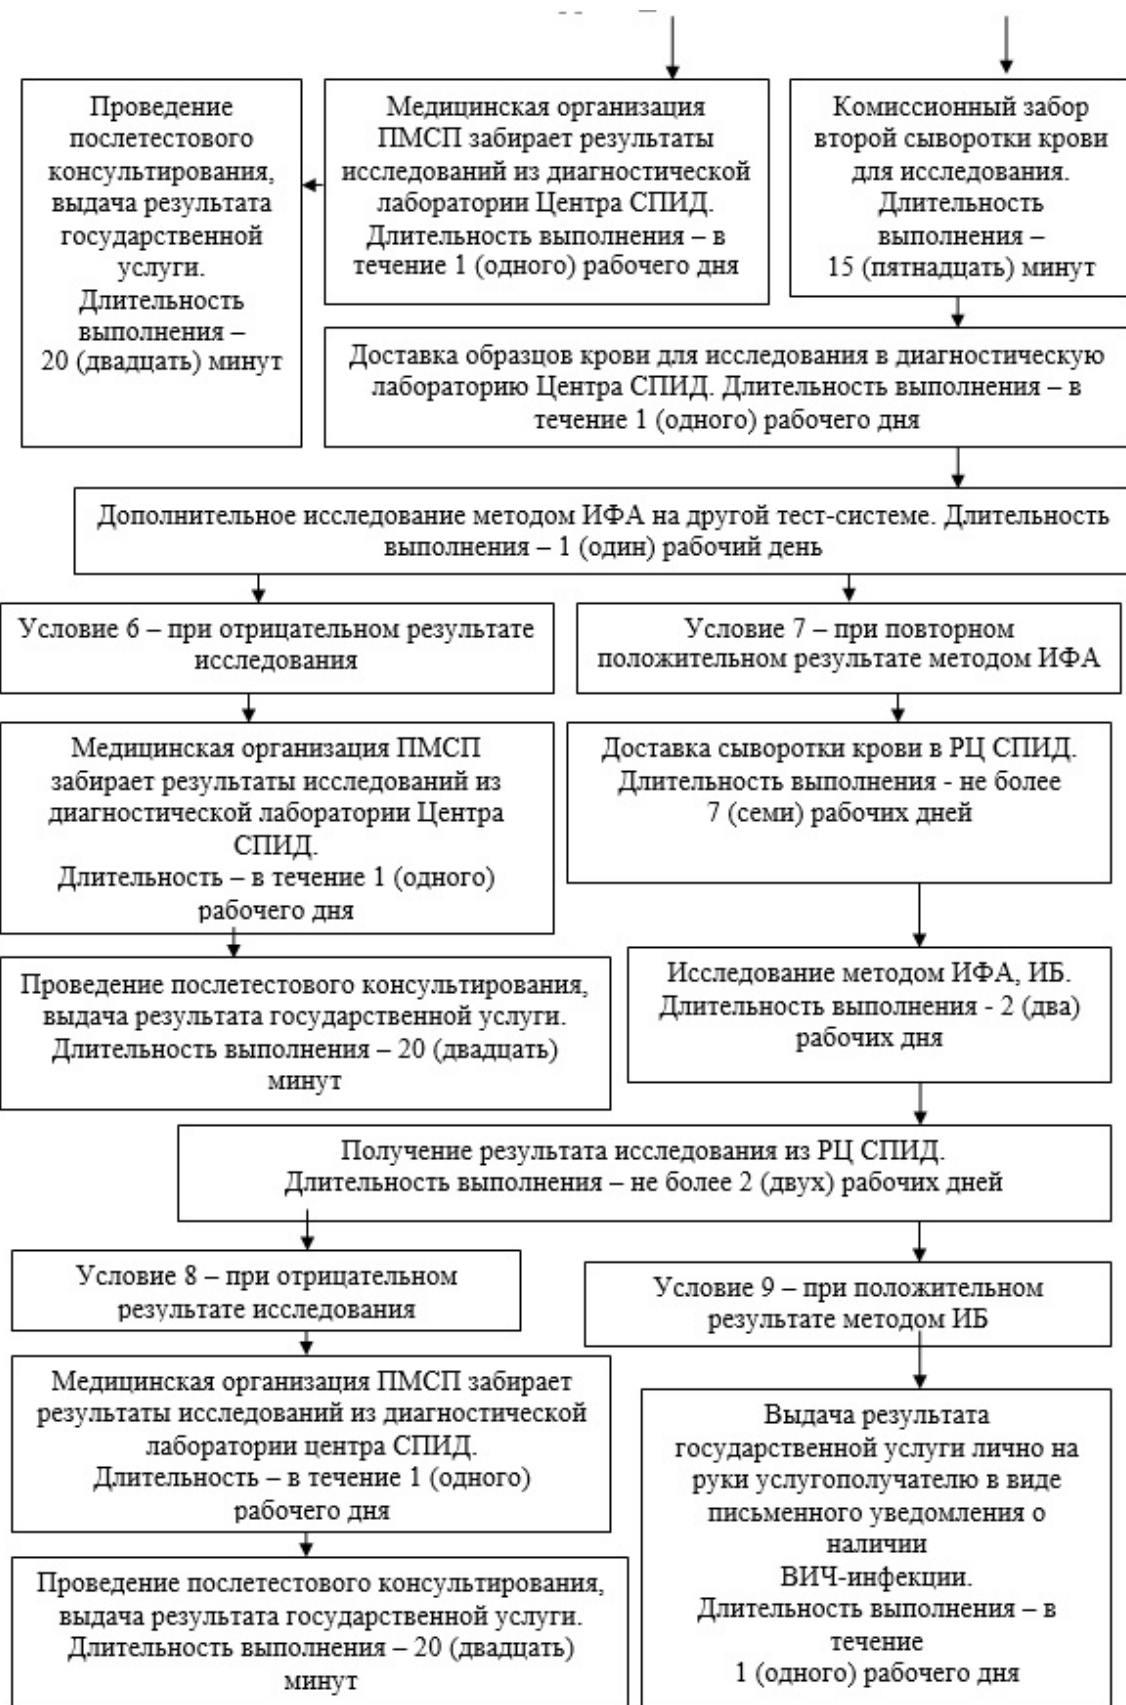 Проведение
послетестового
консультирования,
выдача результата
государственной
услуги.
Длительность
выполнения –
20 (двадцать) минут
Медицинская организация
ПМСП забирает результаты
исследований из диагностической
лаборатории Центра СПИД.
Длительность выполнения – в
течение 1 (одного) рабочего дня
Комиссионный забор
второй сыворотки крови
для исследования.
Длительность
выполнения –
15 (пятнадцать) минут
Доставка образцов крови для исследования в диагностическую
лабораторию Центра СПИД. Длительность выполнения – в
течение 1 (одного) рабочего дня
Дополнительное исследование методом ИФА на другой тест-системе. Длительность
выполнения – 1 (один) рабочий день
Условие 6 – при отрицательном результате
исследования
Условие 7 – при повторном
положительном результате методом ИФА
Медицинская организация ПМСП
забирает результаты исследований из
диагностической лаборатории Центра
СПИД.
Длительность – в течение 1 (одного)
рабочего дня
Доставка сыворотки крови в РЦ СПИД.
Длительность выполнения - не более
7 (семи) рабочих дней
Проведение послетестового консультирования,
выдача результата государственной услуги.
Длительность выполнения – 20 (двадцать)
минут
Исследование методом ИФА, ИБ.
Длительность выполнения - 2 (два)
рабочих дня
Получение результата исследования из РЦ СПИД.
Длительность выполнения – не более 2 (двух) рабочих дней
Условие 8 – при отрицательном
результате исследования
Условие 9 – при положительном
результате методом ИБ
Медицинская организация ПМСП забирает
результаты исследований из диагностической
лаборатории центра СПИД.
Длительность – в течение 1 (одного)
рабочего дня
Выдача результата
государственной услуги лично на
руки услугополучателю в виде
письменного уведомления о
наличии
ВИЧ-инфекции.
Длительность выполнения – в
течение
1 (одного) рабочего дня
Проведение послетестового консультирования,
выдача результата государственной услуги.
Длительность выполнения – 20 (двадцать)
минут